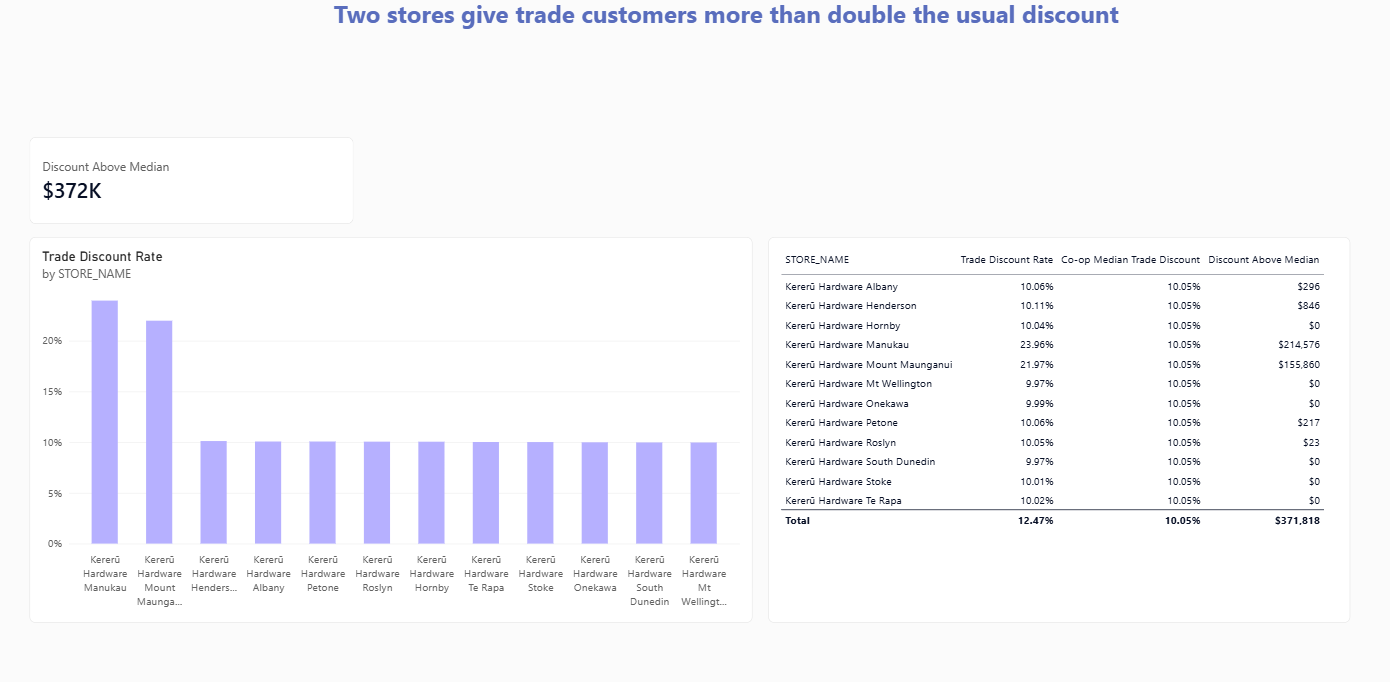 Two stores give trade customers more than double the usual discount
Discount Above Median
$372K
Trade Discount Rate
by STORE_NAME
20%
15%
10%
5%
0%
Kererū Hardware Manukau
Kererū Hardware Mount Maunga...
Kererū Hardware Henders...
Kererū Hardware Albany
Kererū Hardware Petone
Kererū Hardware Roslyn
Kererū Hardware Hornby
Kererū Hardware Te Rapa
Kererū Hardware Stoke
Kererū Hardware Onekawa
Kererū Hardware South Dunedin
Kererū Hardware Mt Wellingt...
STORE_NAME Trade Discount Rate Co-op Median Trade Discount Discount Above Median
Kererū Hardware Albany 10.06% 10.05% $296
Kererū Hardware Henderson 10.11% 10.05% $846
Kererū Hardware Hornby 10.04% 10.05% $0
Kererū Hardware Manukau 23.96% 10.05% $214,576
Kererū Hardware Mount Maunganui 21.97% 10.05% $155,860
Kererū Hardware Mt Wellington 9.97% 10.05% $0
Kererū Hardware Onekawa 9.99% 10.05% $0
Kererū Hardware Petone 10.06% 10.05% $217
Kererū Hardware Roslyn 10.05% 10.05% $23
Kererū Hardware South Dunedin 9.97% 10.05% $0
Kererū Hardware Stoke 10.01% 10.05% $0
Kererū Hardware Te Rapa 10.02% 10.05% $0
Total 12.47% 10.05% $371,818